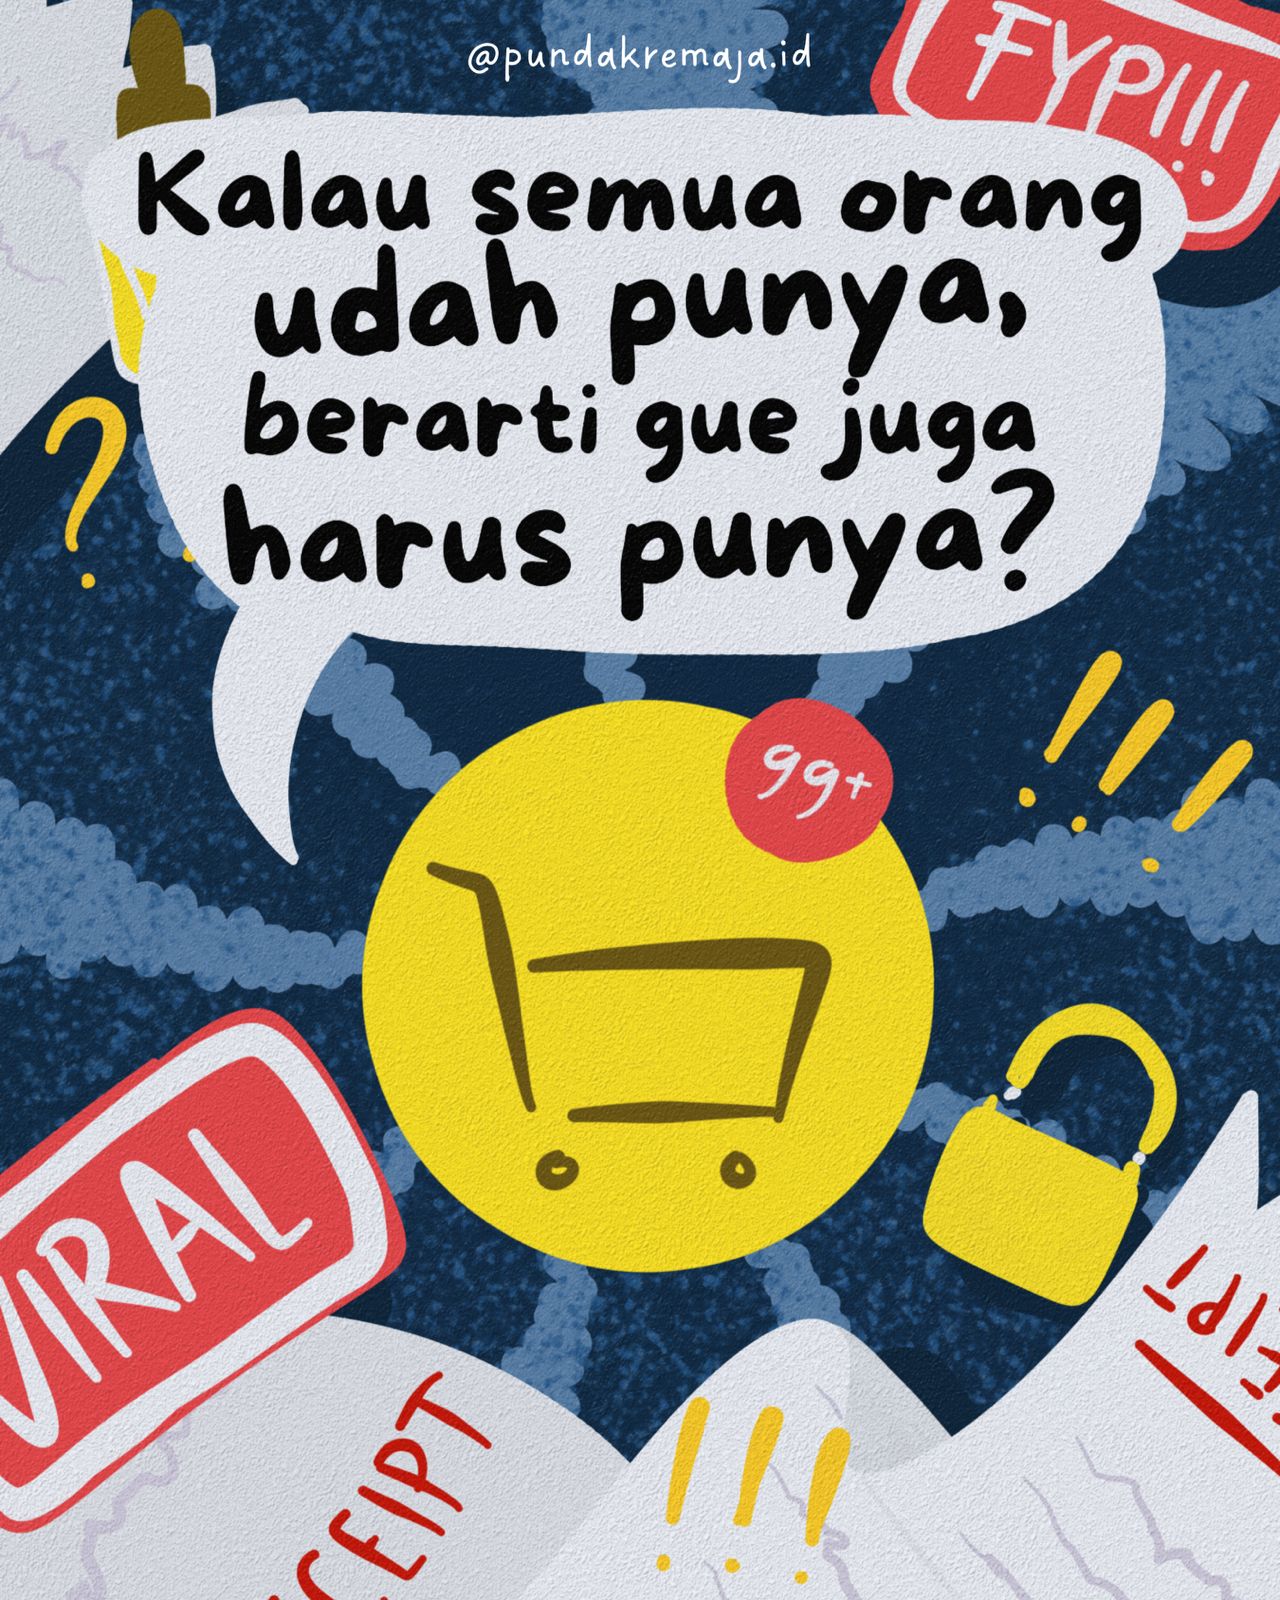 @pundakremaja.id
FYP!!!
Kalau semua orang
udah punya,
berarti gue juga
harus punya?
?
!!!
99+
VIRAL
!!!